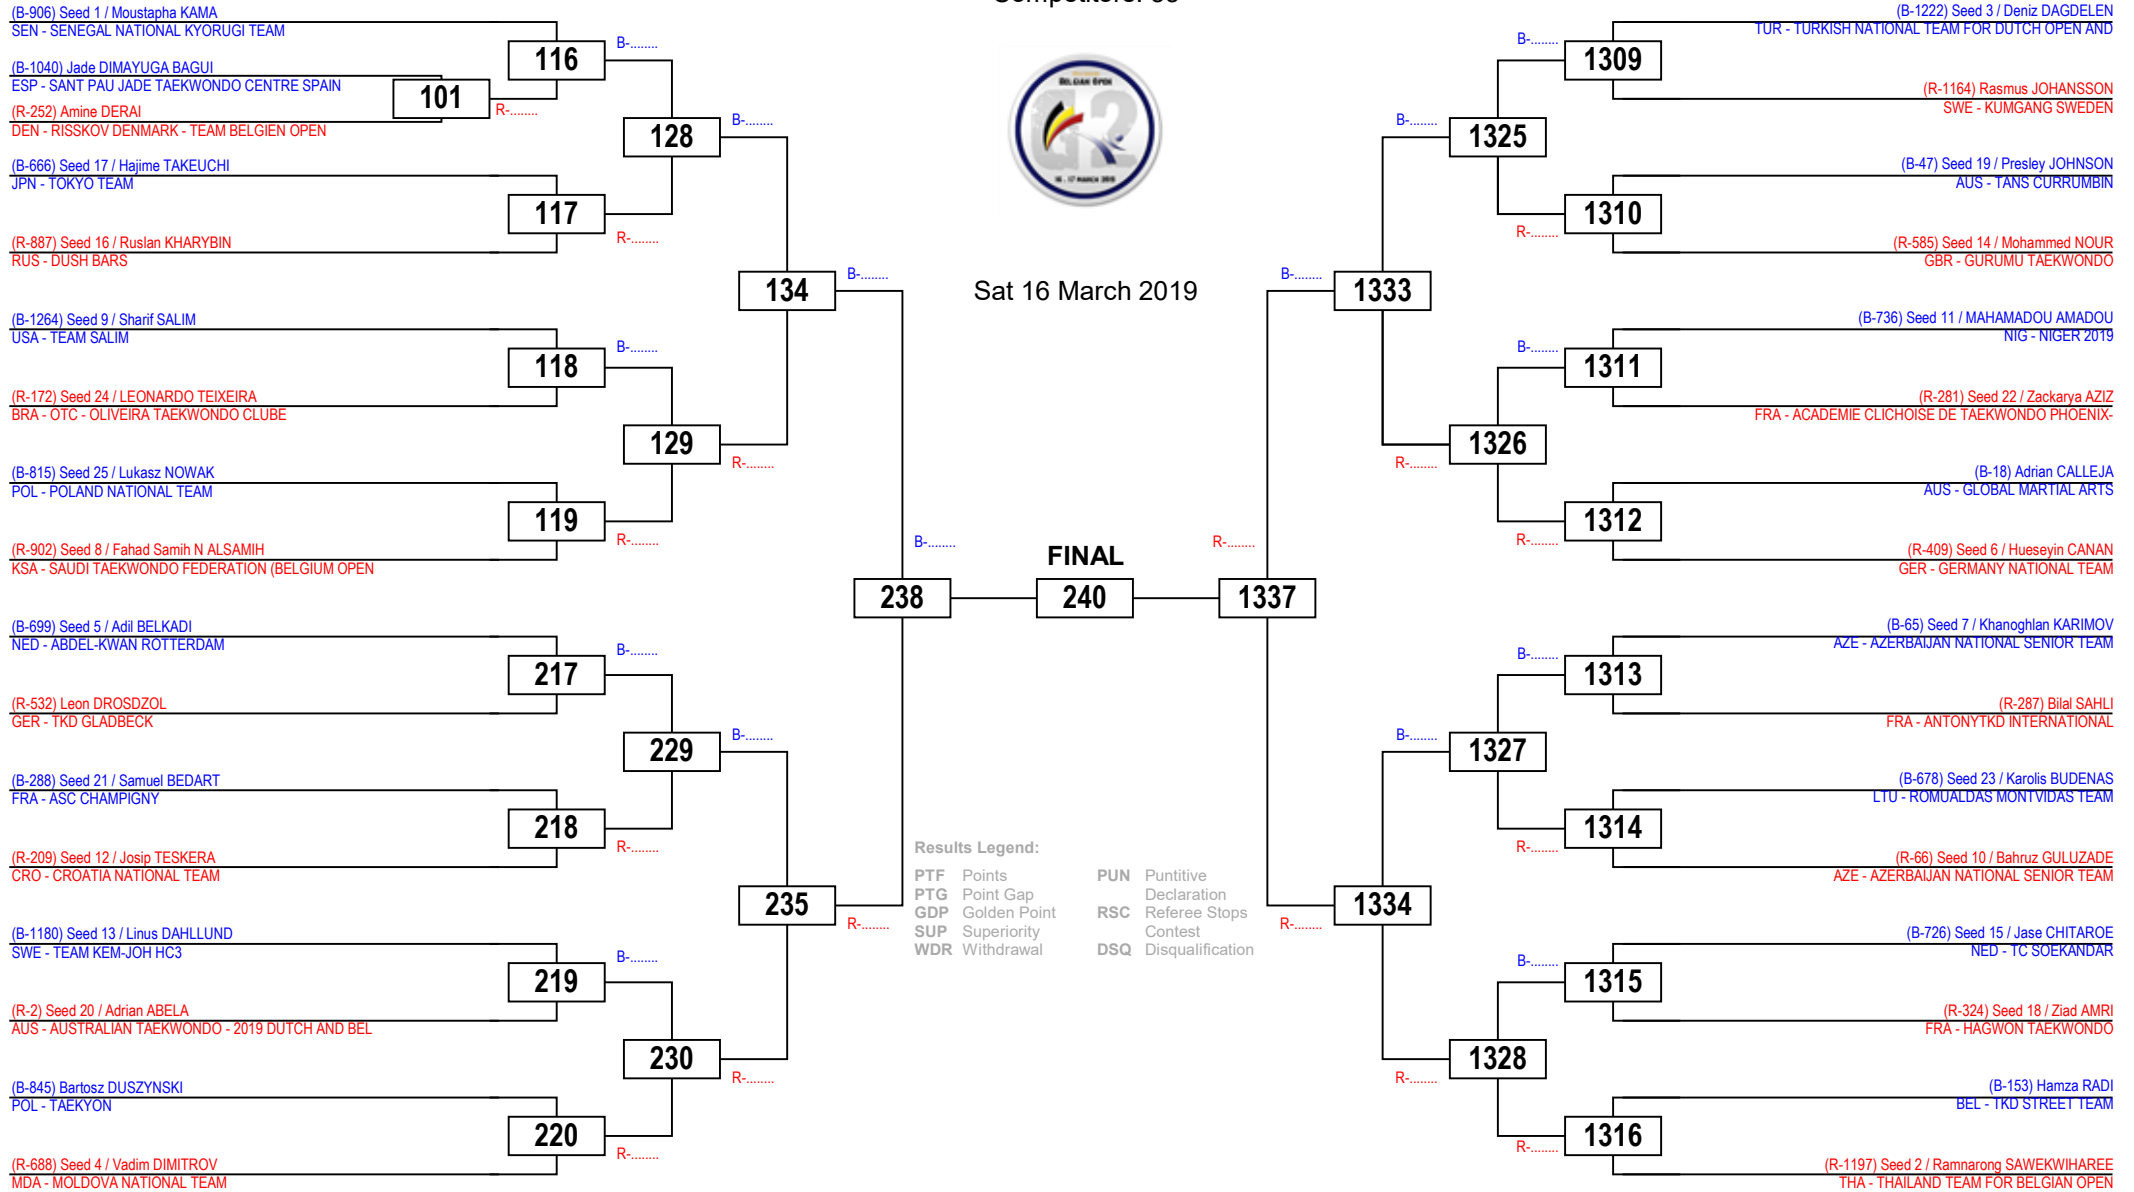 (B-906) Seed 1 / Moustapha KAMA
SEN - SENEGAL NATIONAL KYORUGI TEAM
(B-1040) Jade DIMAYUGA BAGUI
ESP - SANT PAU JADE TAEKWONDO CENTRE SPAIN
(R-252) Amine DERAI
DEN - RISSKOV DENMARK - TEAM BELGIEN OPEN
(B-666) Seed 17 / Hajime TAKEUCHI
JPN - TOKYO TEAM
(R-887) Seed 16 / Ruslan KHARYBIN
RUS - DUSH BARS
(B-1264) Seed 9 / Sharif SALIM
USA - TEAM SALIM
(R-172) Seed 24 / LEONARDO TEIXEIRA
BRA - OTC - OLIVEIRA TAEKWONDO CLUBE
(B-815) Seed 25 / Lukasz NOWAK
POL - POLAND NATIONAL TEAM
(R-902) Seed 8 / Fahad Samih N ALSAMIH
KSA - SAUDI TAEKWONDO FEDERATION (BELGIUM OPEN
(B-699) Seed 5 / Adil BELKADI
NED - ABDEL-KWAN ROTTERDAM
(R-532) Leon DROSDZOL
GER - TKD GLADBECK
(B-288) Seed 21 / Samuel BEDART
FRA - ASC CHAMPIGNY
(R-209) Seed 12 / Josip TESKERA
CRO - CROATIA NATIONAL TEAM
(B-1180) Seed 13 / Linus DAHLLUND
SWE - TEAM KEM-JOH HC3
(R-2) Seed 20 / Adrian ABELA
AUS - AUSTRALIAN TAEKWONDO - 2019 DUTCH AND BEL
(B-845) Bartosz DUSZYNSKI
POL - TAEKYON
(R-688) Seed 4 / Vadim DIMITROV
MDA - MOLDOVA NATIONAL TEAM
101
R-........
116
B-........
117
R-........
118
B-........
119
R-........
217
B-........
218
R-........
219
B-........
220
R-........
128
B-........
129
R-........
229
B-........
230
R-........
134
B-........
235
R-........
B-........
238
BELGIAN OPEN
G2
16 - 17 MARCH 2019
Sat 16 March 2019
FINAL
240
Results Legend:
PTF Points
PTG Point Gap
GDP Golden Point
SUP Superiority
WDR Withdrawal
PUN Puntitive
Declaration
RSC Referee Stops
Contest
DSQ Disqualification
R-........
1337
B-........
1333
R-........
1334
B-........
1325
R-........
1326
B-........
1327
R-........
1328
B-........
1309
R-........
1310
B-........
1311
R-........
1312
B-........
1313
R-........
1314
B-........
1315
R-........
1316
(B-1222) Seed 3 / Deniz DAGDELEN
TUR - TURKISH NATIONAL TEAM FOR DUTCH OPEN AND
(R-1164) Rasmus JOHANSSON
SWE - KUMGANG SWEDEN
(B-47) Seed 19 / Presley JOHNSON
AUS - TANS CURRUMBIN
(R-585) Seed 14 / Mohammed NOUR
GBR - GURUMU TAEKWONDO
(B-736) Seed 11 / MAHAMADOU AMADOU
NIG - NIGER 2019
(R-281) Seed 22 / Zackarya AZIZ
FRA - ACADEMIE CLICHOISE DE TAEKWONDO PHOENIX-
(B-18) Adrian CALLEJA
AUS - GLOBAL MARTIAL ARTS
(R-409) Seed 6 / Hueseyin CANAN
GER - GERMANY NATIONAL TEAM
(B-65) Seed 7 / Khanoghlan KARIMOV
AZE - AZERBAIJAN NATIONAL SENIOR TEAM
(R-287) Bilal SAHLI
FRA - ANTONYTKD INTERNATIONAL
(B-678) Seed 23 / Karolis BUDENAS
LTU - ROMUALDAS MONTVIDAS TEAM
(R-66) Seed 10 / Bahruz GULUZADE
AZE - AZERBAIJAN NATIONAL SENIOR TEAM
(B-726) Seed 15 / Jase CHITAROE
NED - TC SOEKANDAR
(R-324) Seed 18 / Ziad AMRI
FRA - HAGWON TAEKWONDO
(B-153) Hamza RADI
BEL - TKD STREET TEAM
(R-1197) Seed 2 / Ramnarong SAWEKWIHAREE
THA - THAILAND TEAM FOR BELGIAN OPEN